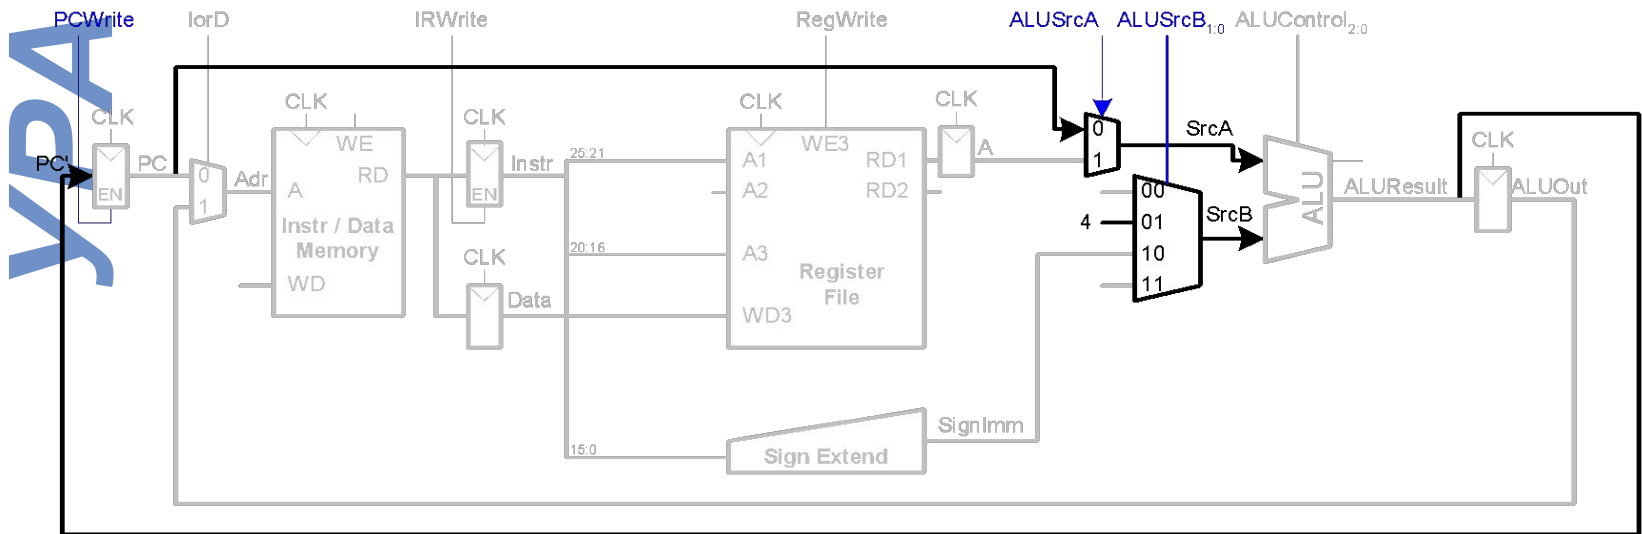 PCWrite IorD IRWrite RegWrite ALUSrcA ALUSrcB1:0 ALUControl2:0
УРА
CLK CLK CLK CLK CLK CLK
PC' PC EN
0
1
Adr
WE
RD
A
Instr / Data
Memory
WD
EN
Instr
CLK
Data
25:21
20:16
15:0
WE3
A1 RD1
A2 RD2
A3
Register
File
WD3
A
Sign Extend
SignImm
0
1
SrcA
00
4 01
10
11
SrcB
ALU
ALUResult
ALUOut